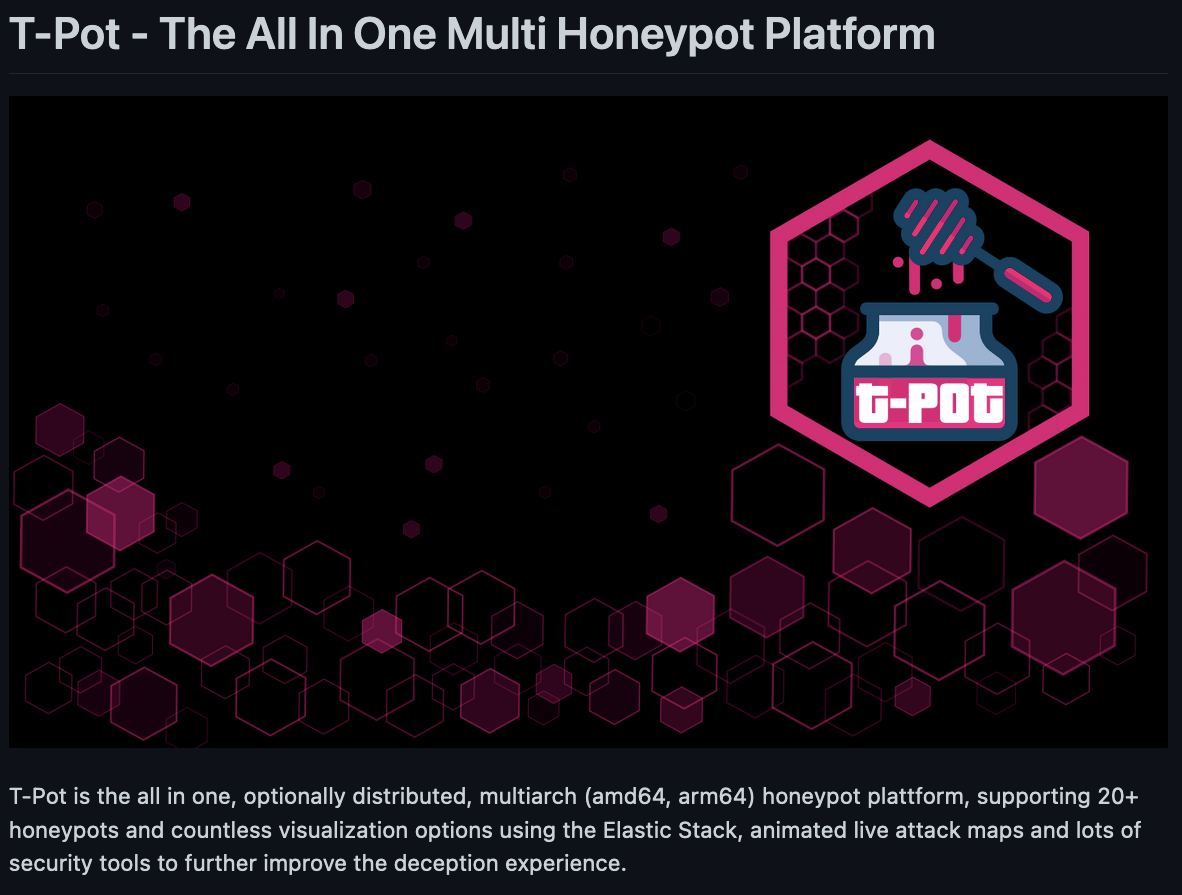 T-Pot - The All In One Multi Honeypot Platform
t-POt
T-Pot is the all in one, optionally distributed, multiarch (amd64, arm64) honeypot plattform, supporting 20+
honeypots and countless visualization options using the Elastic Stack, animated live attack maps and lots of
security tools to further improve the deception experience.